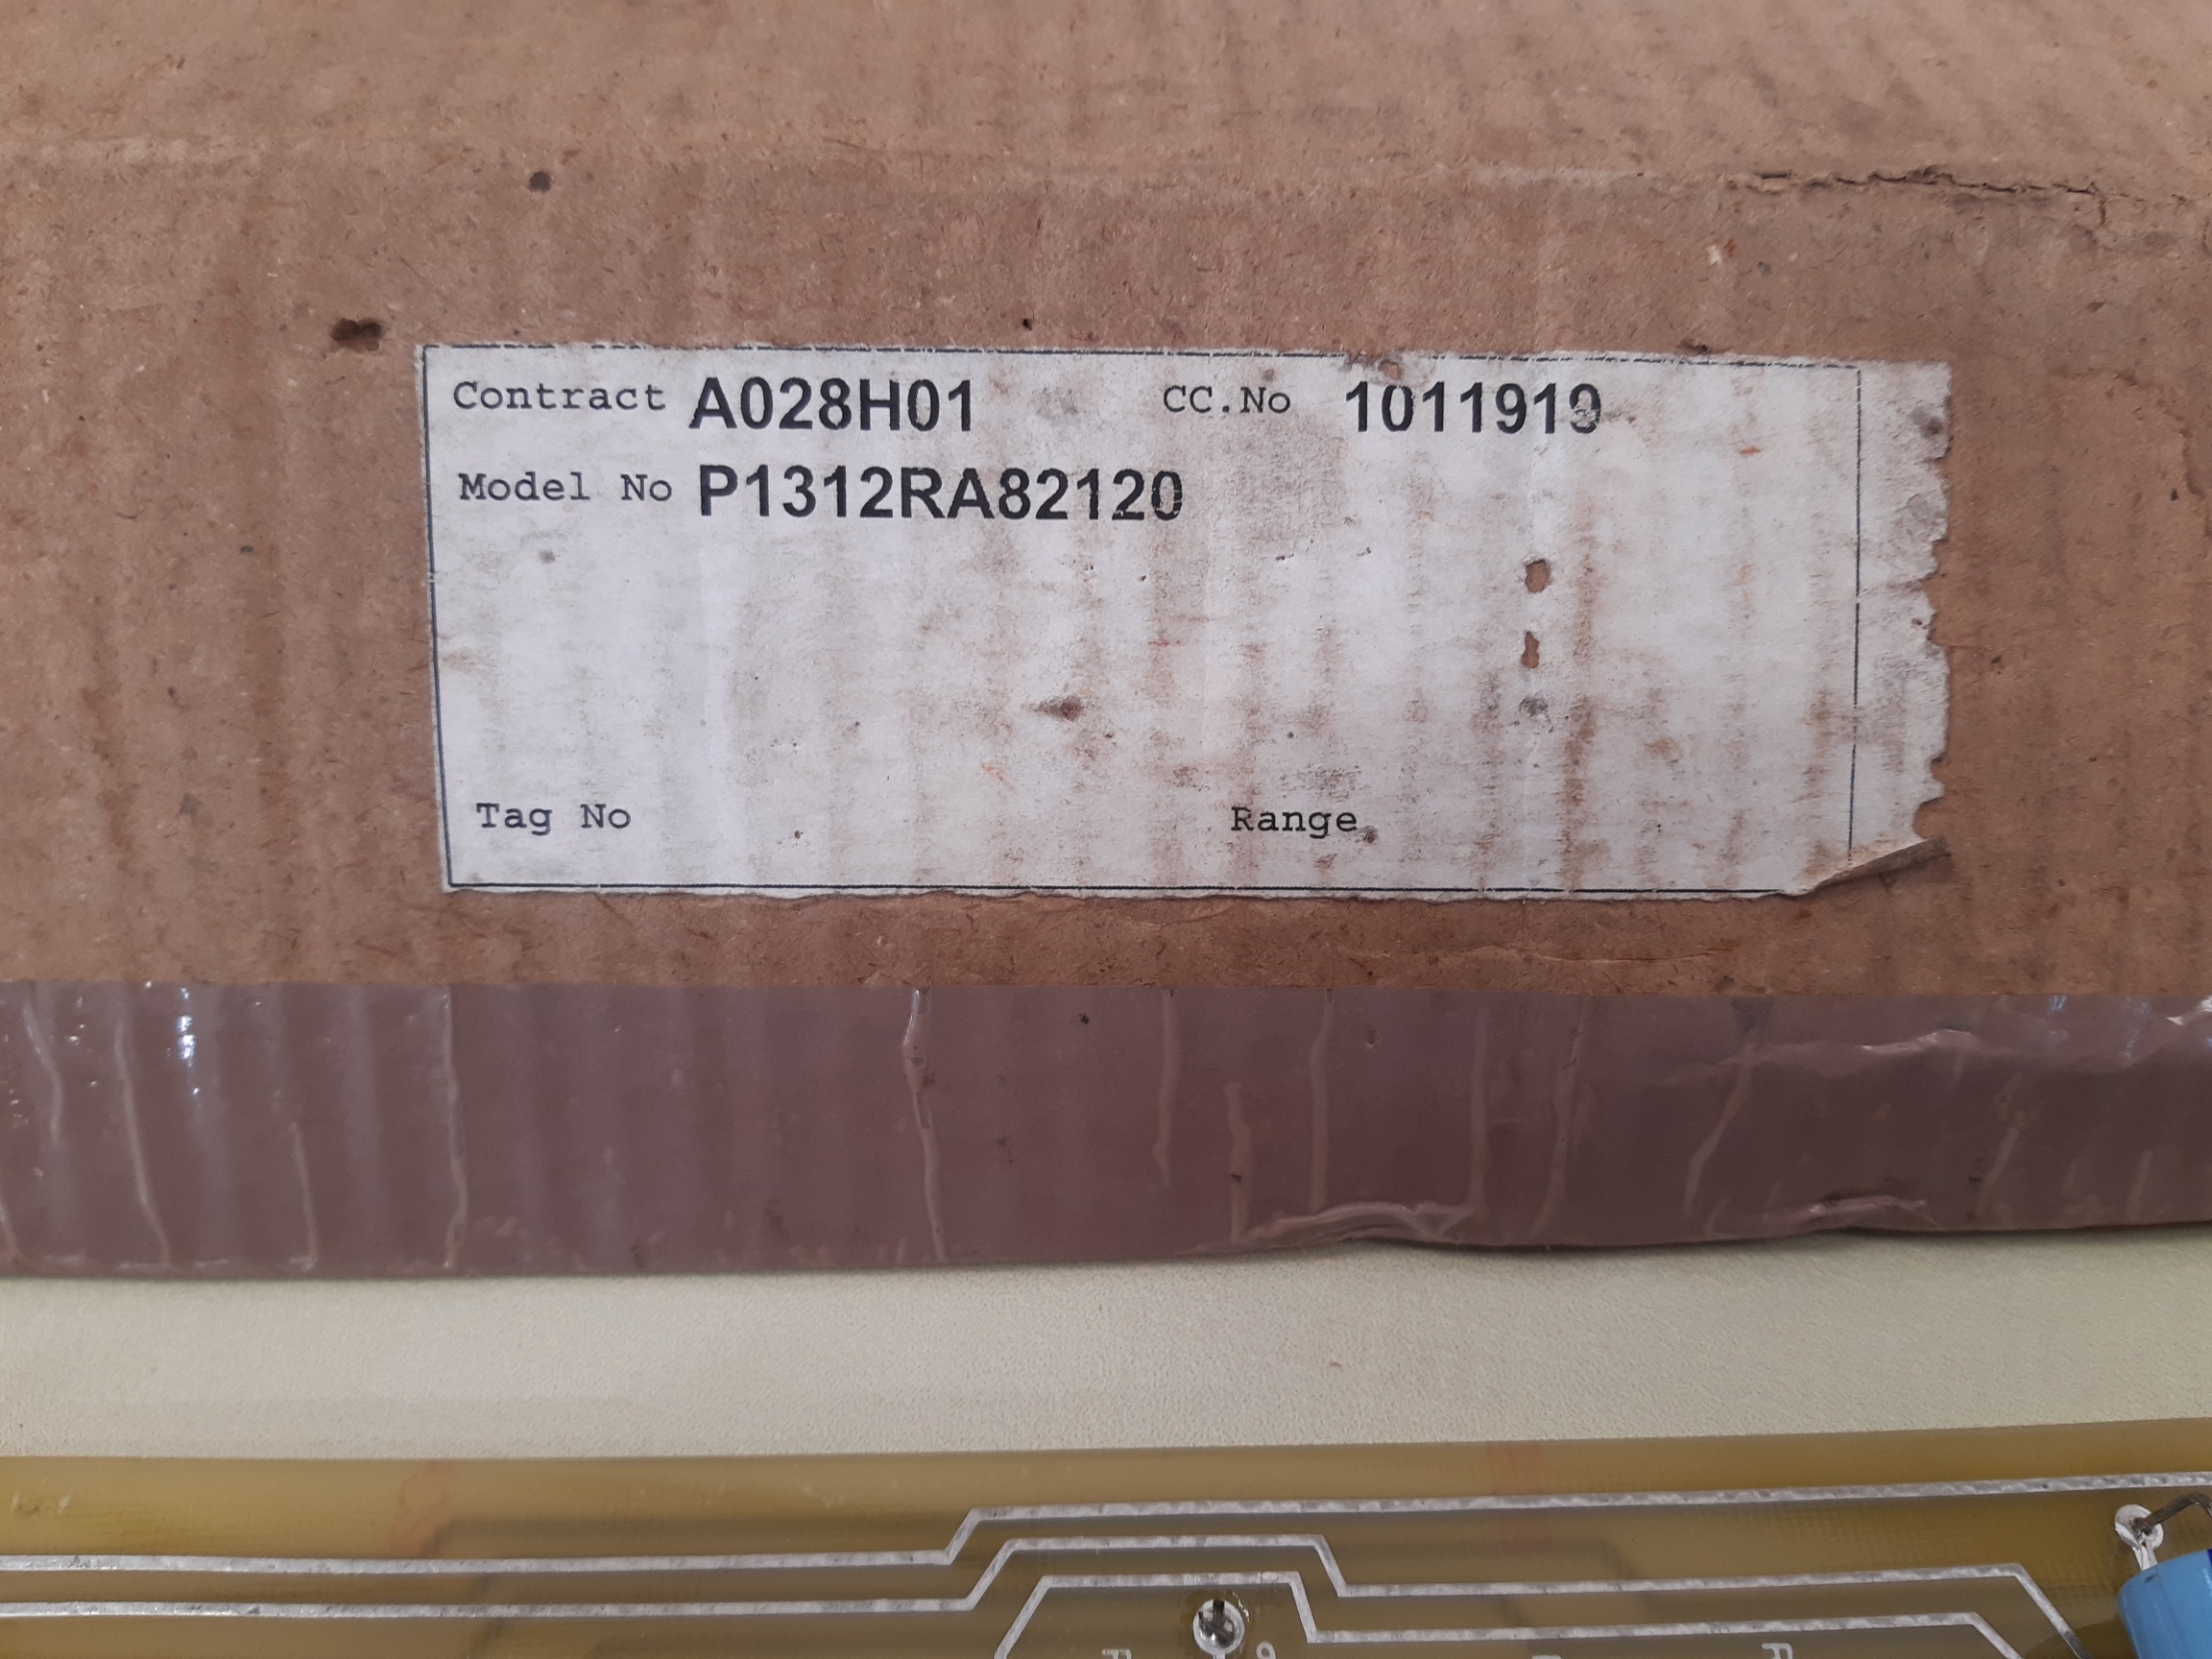 Contract A028H01 CC.No 1011919
Model No P1312RA82120
Tag No Range